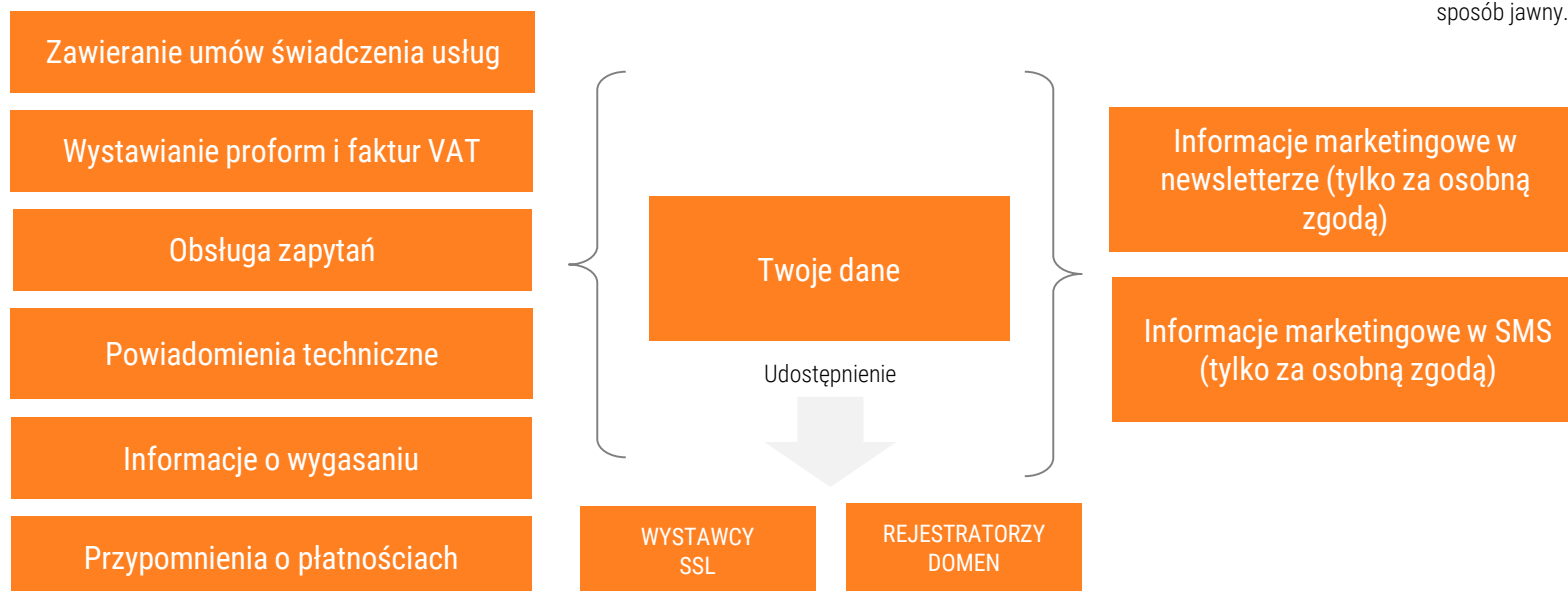 sposób jawny.
Zawieranie umów świadczenia usług
Wystawianie proform i faktur VAT
Obsługa zapytań
Powiadomienia techniczne
Informacje o wygasaniu
Przypomnienia o płatnościach
Twoje dane
Udostępnienie
WYSTAWCY
SSL
REJESTRATORZY
DOMEN
Informacje marketingowe w
newsletterze (tylko za osobną
zgodą)
Informacje marketingowe w SMS
(tylko za osobną zgodą)